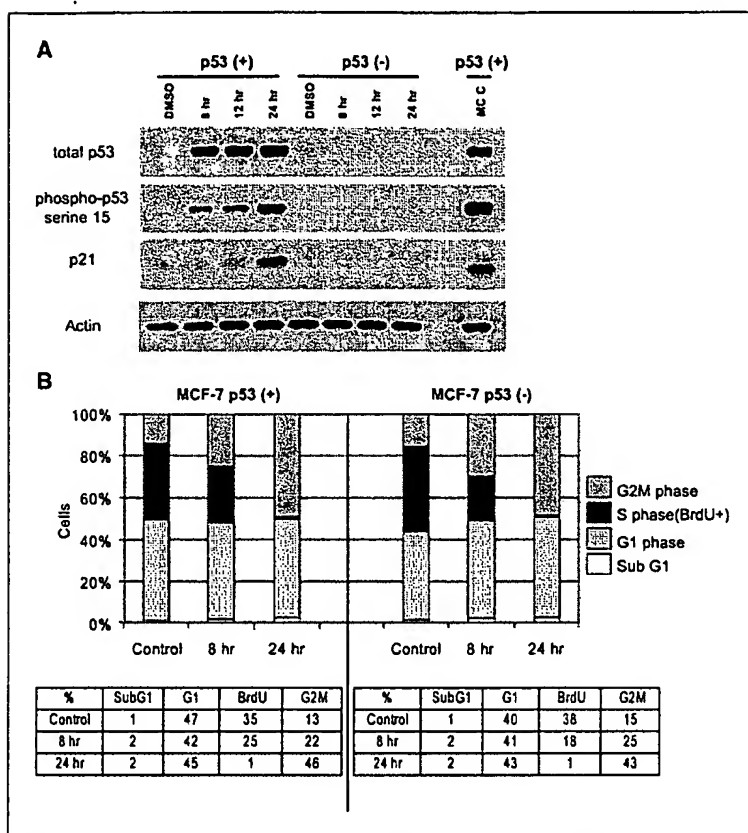 A
p53 (+) p53 (-) p53 (+)
DMSO 8 hr 12 hr 24 hr DMSO 8 hr 12 hr 24 hr MC C
total p53
phospho-p53
serine 15
p21
Actin
B
MCF-7 p53 (+) MCF-7 p53 (-)
100%
80%
60%
40%
20%
0%
Cells
Control 8 hr 24 hr Control 8 hr 24 hr
G2M phase
S phase(BrdU+)
G1 phase
Sub G1
% SubG1 G1 BrdU G2M
Control 1 47 35 13
8 hr 2 42 25 22
24 hr 2 45 1 46
% SubG1 G1 BrdU G2M
Control 1 40 38 15
8 hr 2 41 18 25
24 hr 2 43 1 43